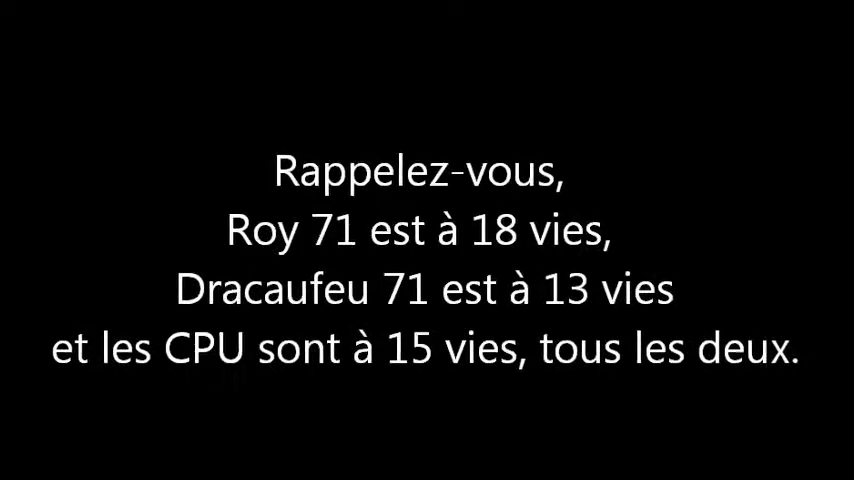 Rappelez-vous,
Roy 71 est à 18 vies,
Dracaufeu 71 est à 13 vies
et les CPU sont à 15 vies, tous les deux.